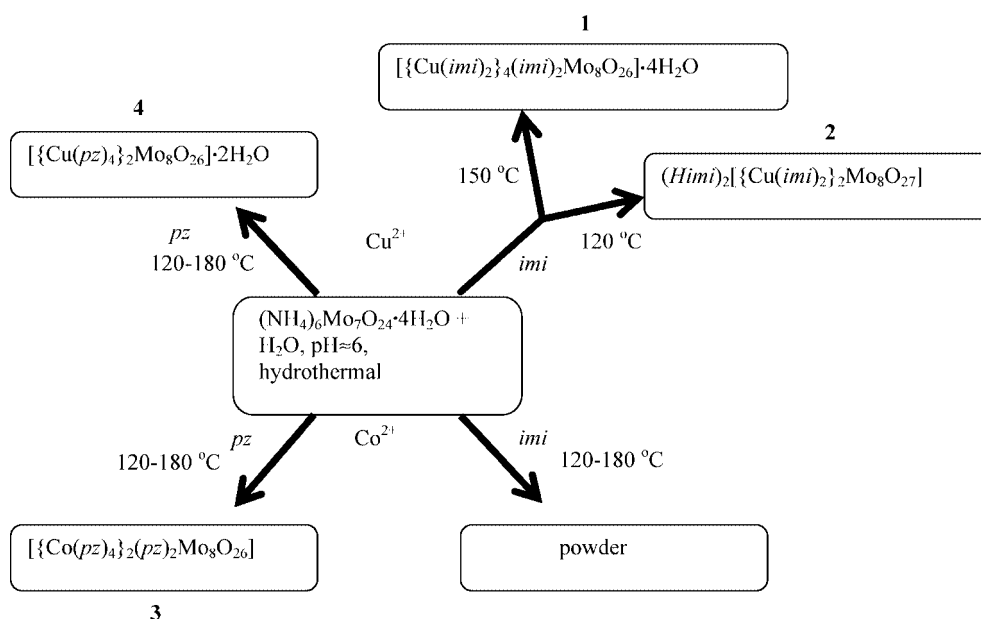 1
[{Cu(imi)₂}₄(imi)₂Mo₈O₂₆]·4H₂O
4
[{Cu(pz)₄}₂Mo₈O₂₆]·2H₂O
2
(Himi)₂[{Cu(imi)₂}₂Mo₈O₂₇]
150 °C
120 °C
pz
120-180 °C
Cu²⁺
imi
(NH₄)₆Mo₇O₂₄·4H₂O +
H₂O, pH≈6,
hydrothermal
Co²⁺
pz
120-180 °C
imi
120-180 °C
[{Co(pz)₄}₂(pz)₂Mo₈O₂₆]
3
powder